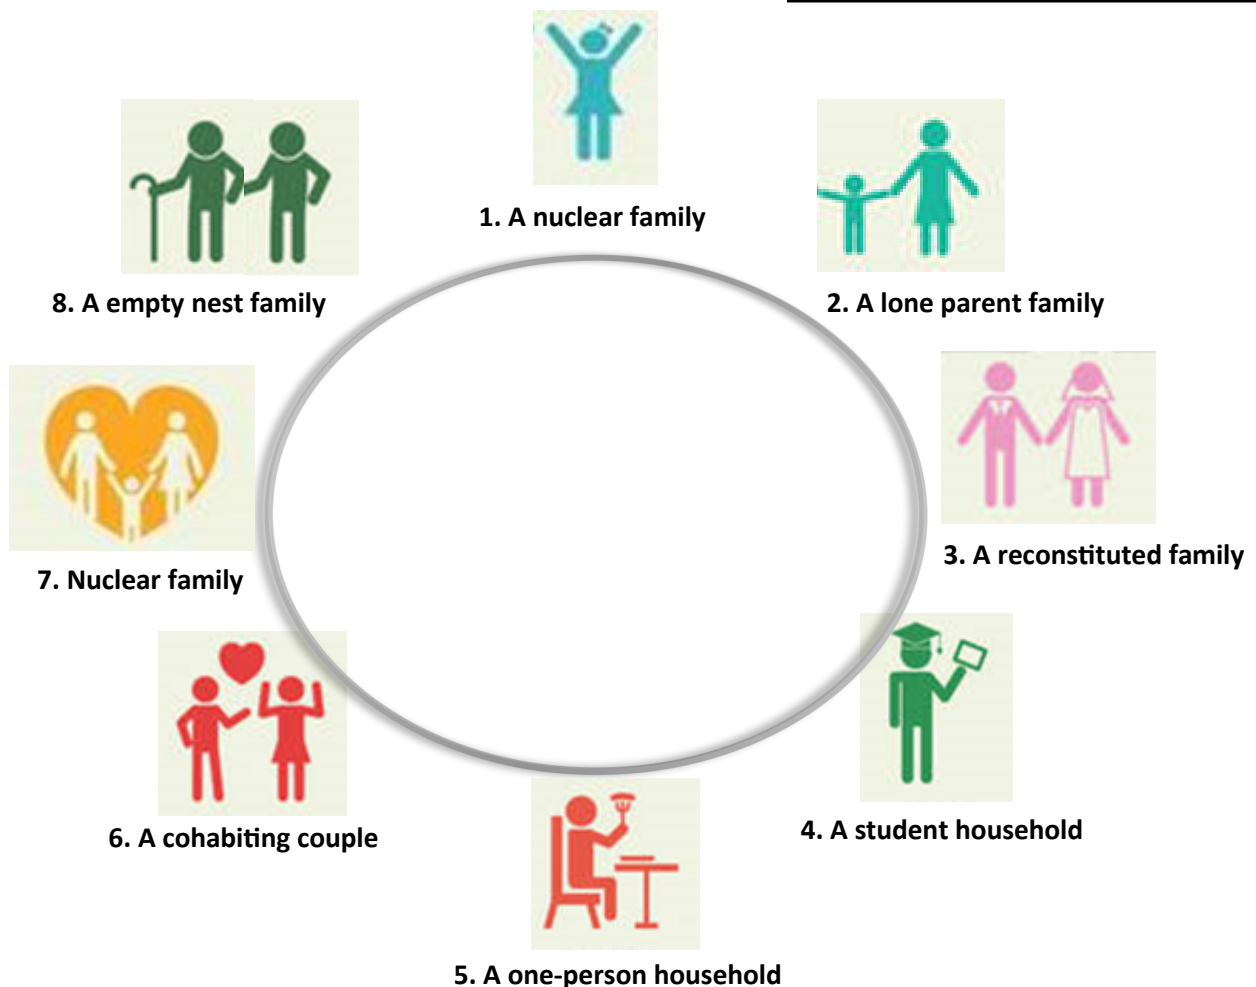 1. A nuclear family
2. A lone parent family
3. A reconstituted family
4. A student household
5. A one-person household
6. A cohabiting couple
7. Nuclear family
8. A empty nest family